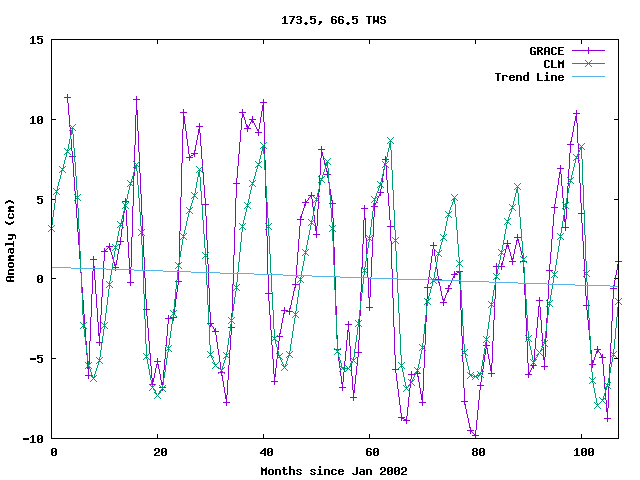 173.5, 66.5 TWS
15
GRACE
CLM
Trend Line
10
5
0
-5
-10
Anomaly (cm)
0 20 40 60 80 100
Months since Jan 2002